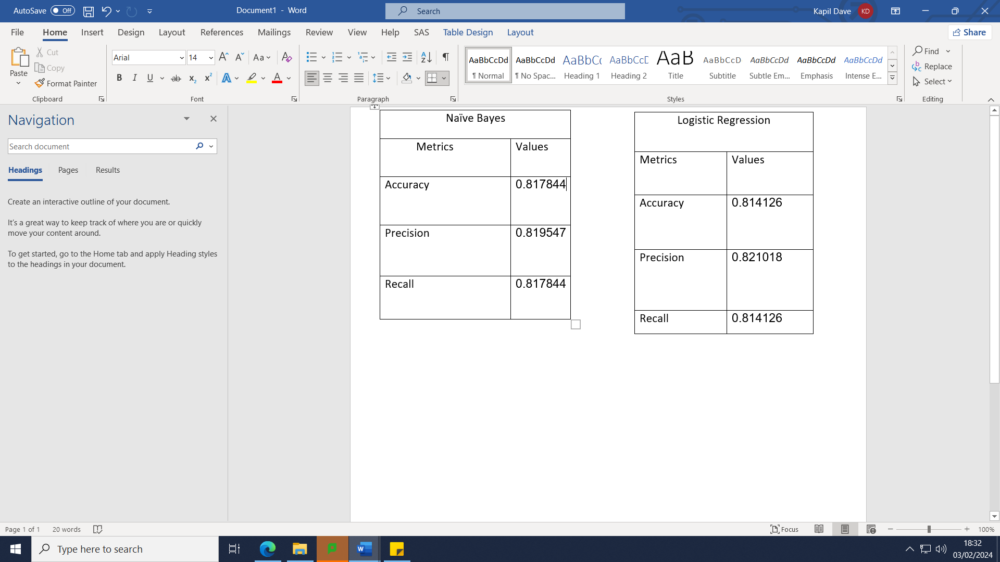 AutoSave Off Document1 - Word Search Kapil Dave KD
File Home Insert Design Layout References Mailings Review View Help SAS Table Design Layout Share
Paste Cut Copy Format Painter
Clipboard
Arial 14
Font
Paragraph
AaBbCcDd AaBbCcDd AaBbCc AaBbCcD AaB AaBbCcD AaBbCcDd AaBbCcDd AaBbCcDd
¶ Normal ¶ No Spac... Heading 1 Heading 2 Title Subtitle Subtle Em... Emphasis Intense E...
Styles
Find
Replace
Select
Editing
Navigation
Search document
Headings Pages Results
Create an interactive outline of your document.
It's a great way to keep track of where you are or quickly
move your content around.
To get started, go to the Home tab and apply Heading styles
to the headings in your document.
Naïve Bayes
Metrics Values
Accuracy 0.817844
Precision 0.819547
Recall 0.817844
Logistic Regression
Metrics Values
Accuracy 0.814126
Precision 0.821018
Recall 0.814126
Page 1 of 1 20 words Focus 100%
Type here to search
18:32
03/02/2024